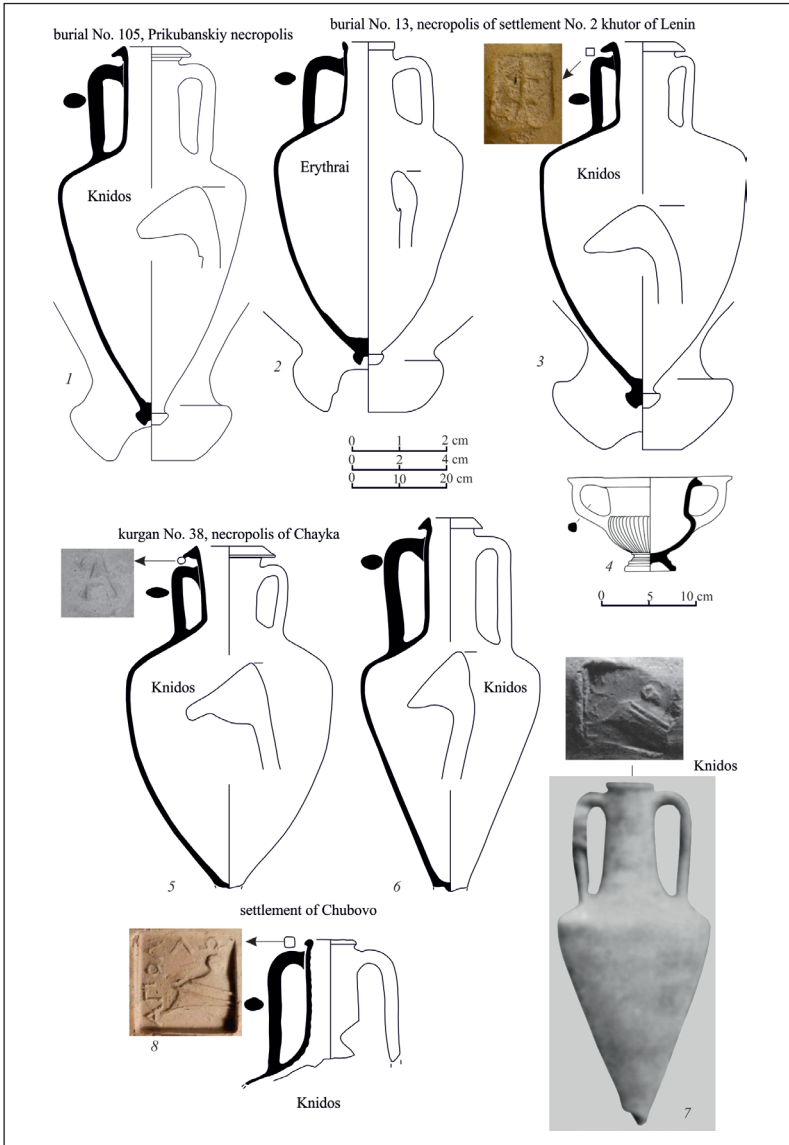 burial No. 105, Prikubanskiy necropolis
burial No. 13, necropolis of settlement No. 2 khutor of Lenin
Knidos
Erythrai
Knidos
1
2
3
0 1 2 cm
0 2 4 cm
0 10 20 cm
4
0 5 10 cm
kurgan No. 38, necropolis of Chayka
A
Knidos
Knidos
5
6
Knidos
7
settlement of Chubovo
8
Knidos